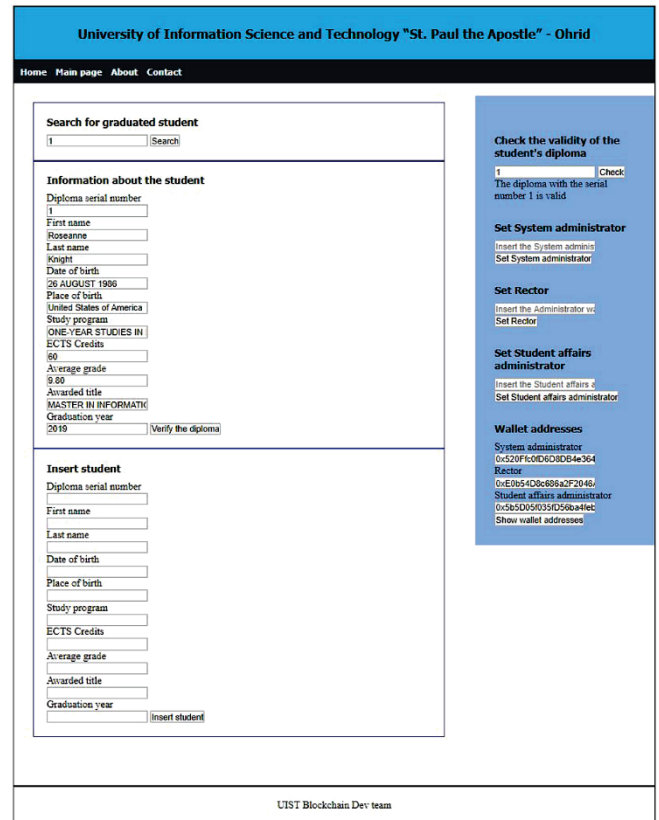 University of Information Science and Technology "St. Paul the Apostle" - Ohrid
Home Main page About Contact
Search for graduated student
1 Search
Information about the student
Diploma serial number
1
First name
Roseanne
Last name
Knight
Date of birth
26 AUGUST 1986
Place of birth
United States of America
Study program
ONE-YEAR STUDIES IN
ECTS Credits
60
Average grade
9.80
Awarded title
MASTER IN INFORMATIC
Graduation year
2019 Verify the diploma
Insert student
Diploma serial number
First name
Last name
Date of birth
Place of birth
Study program
ECTS Credits
Average grade
Awarded title
Graduation year
Insert student
Check the validity of the
student's diploma
1 Check
The diploma with the serial
number 1 is valid
Set System administrator
Insert the System adminis
Set System administrator
Set Rector
Insert the Administrator wa
Set Rector
Set Student affairs
administrator
Insert the Student affairs a
Set Student affairs administrator
Wallet addresses
System administrator
0x520Ffc0fD6D8DB4e364
Rector
0xE0b54D8c686a2F2046
Student affairs administrator
0x5b5D05f035fD56ba4feb
Show wallet addresses
UIST Blockchain Dev team